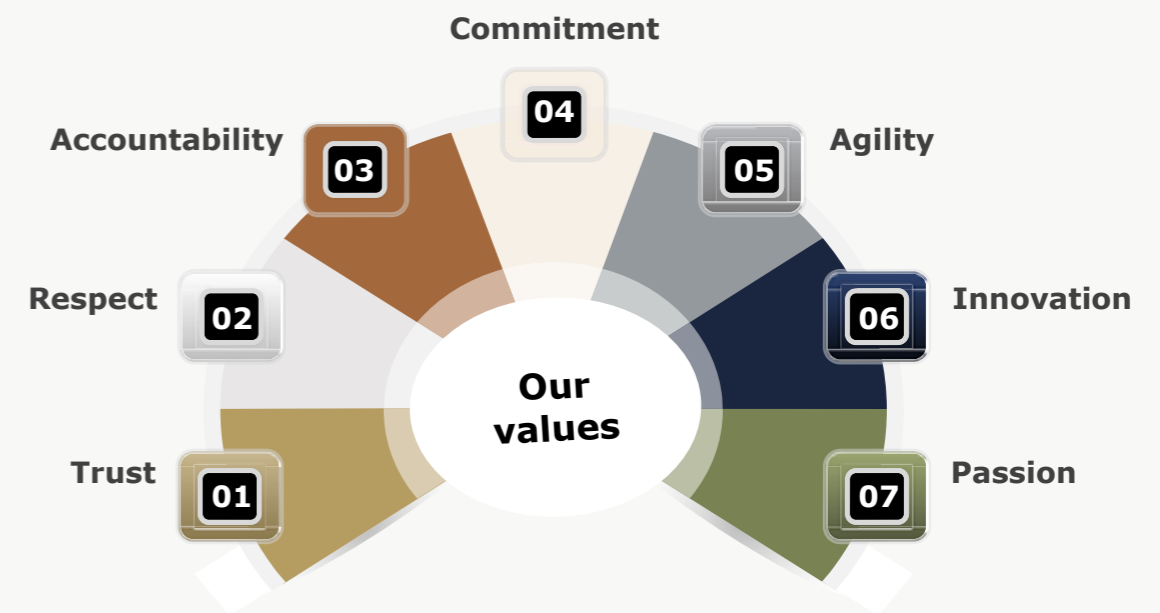 Commitment
04
Accountability
03
05
Agility
Respect
02
06
Innovation
Our
values
Trust
01
07
Passion